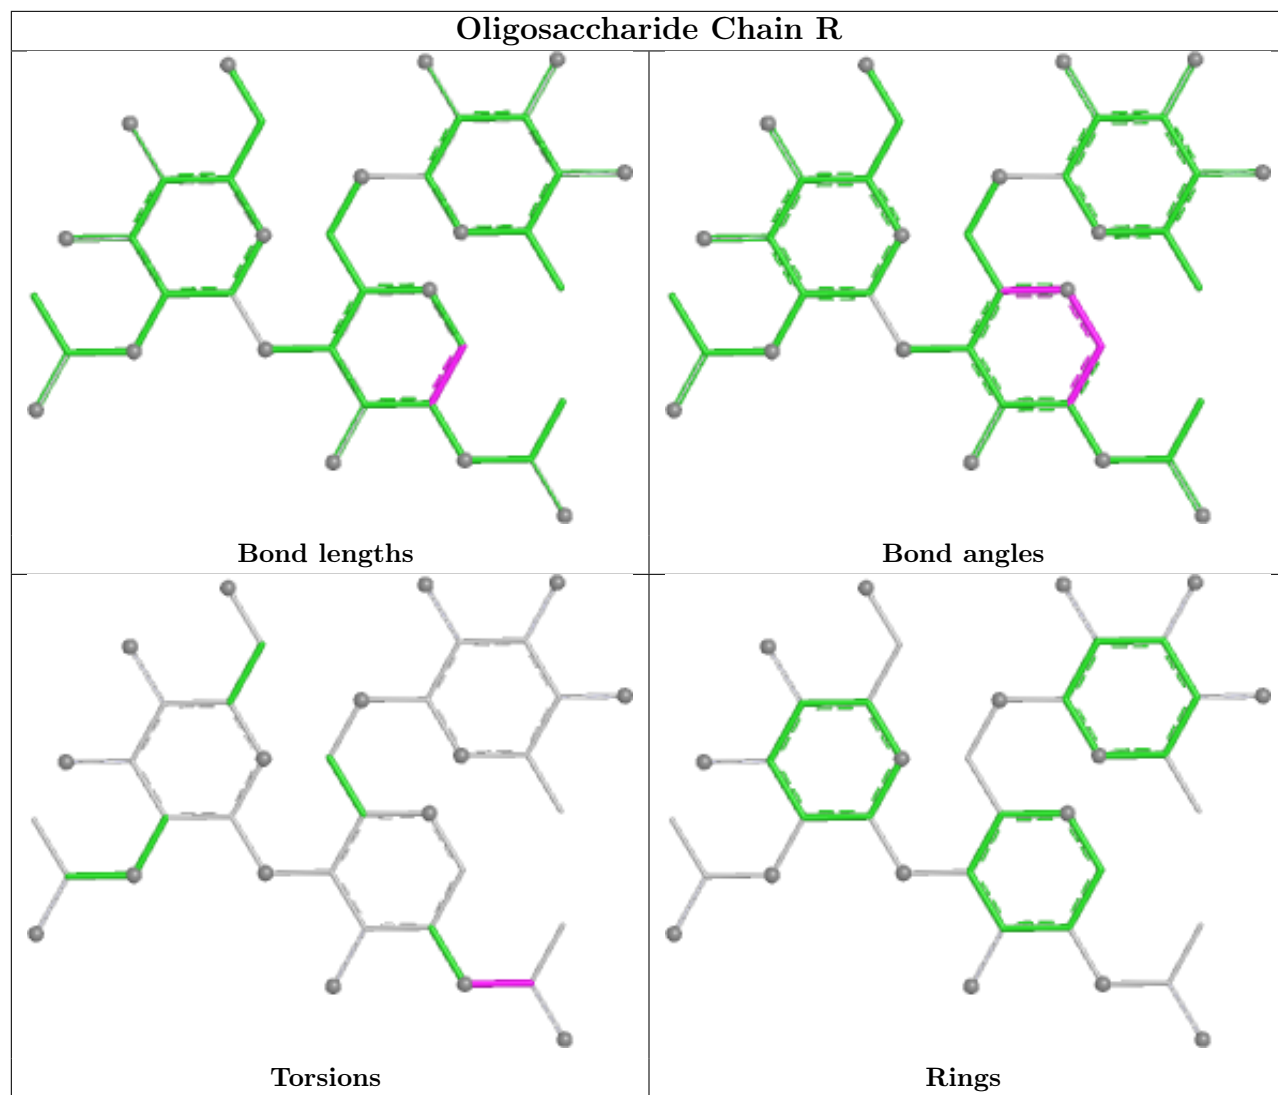 Oligosaccharide Chain R
Bond lengths
Bond angles
Torsions
Rings